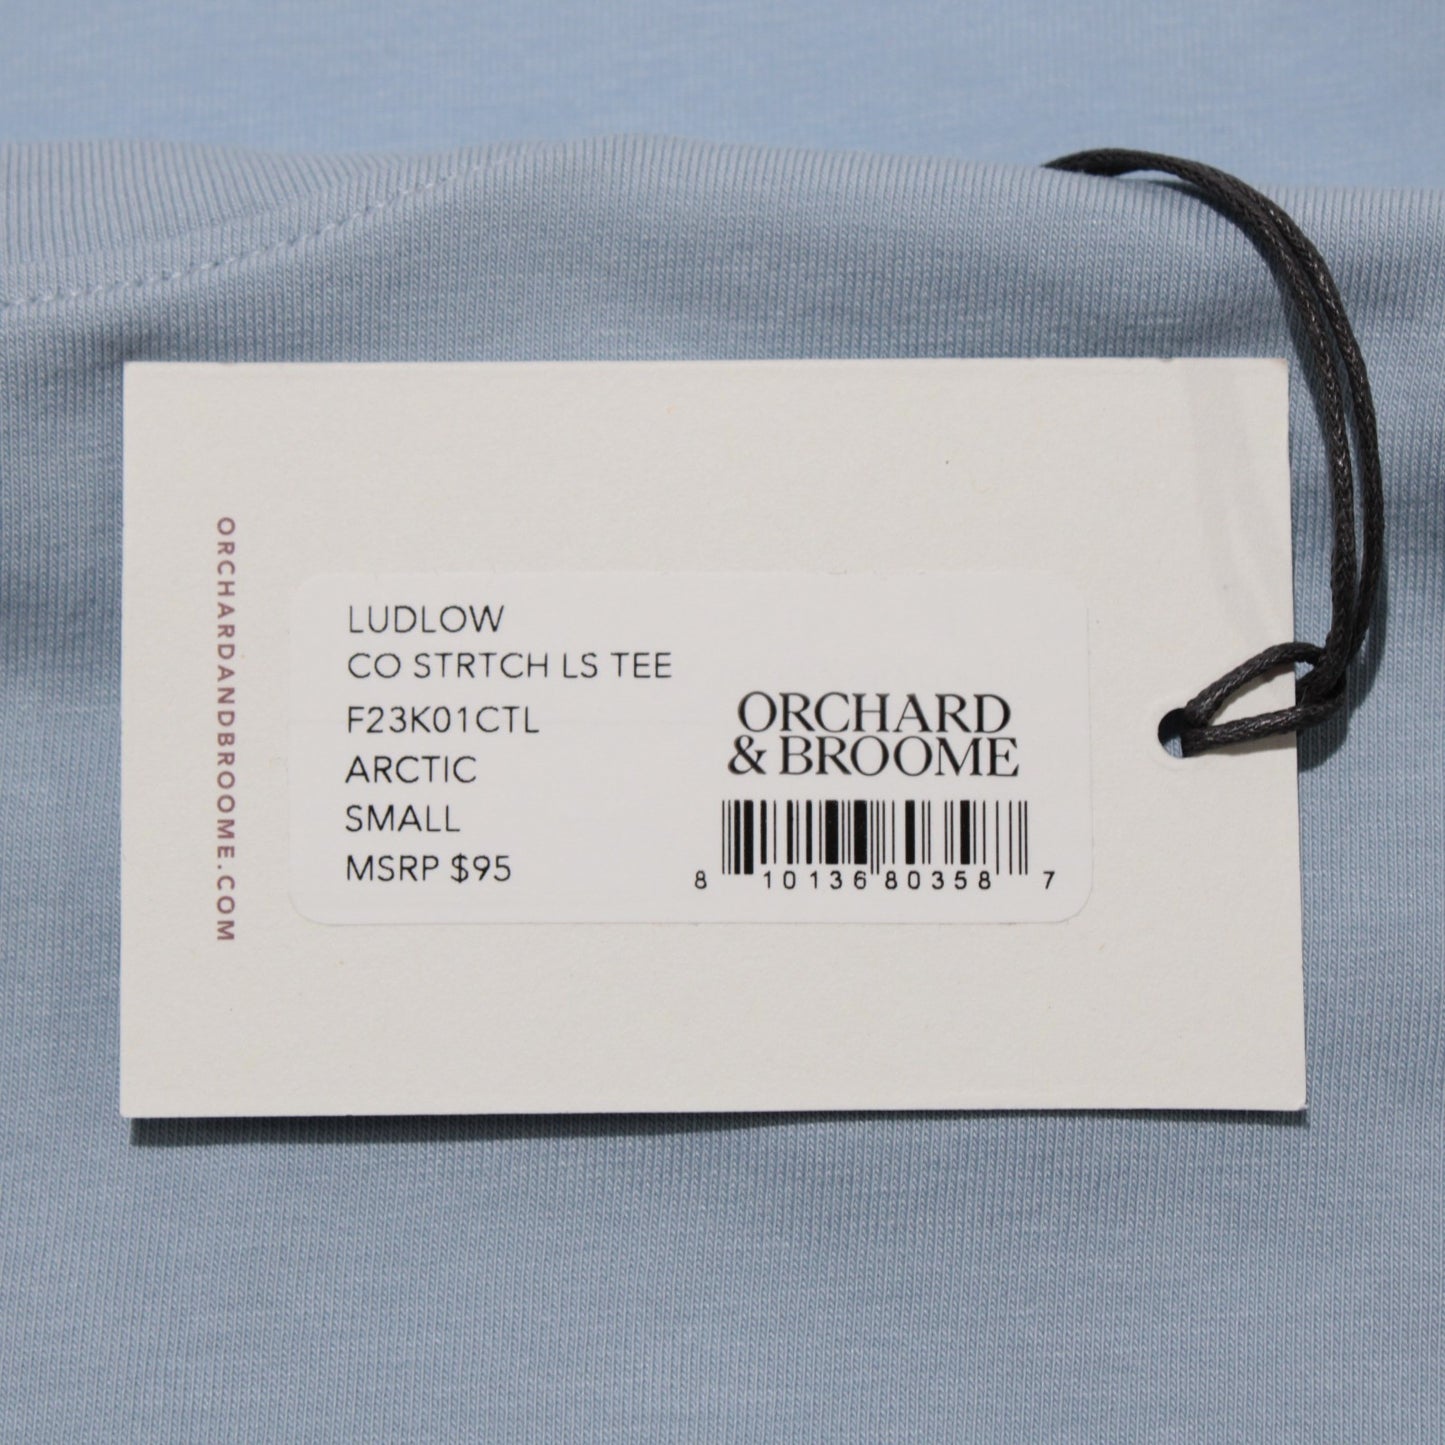 ORCHARDANDBROOME.COM
LUDLOW
CO STRTCH LS TEE
F23K01CTL
ARCTIC
SMALL
MSRP $95
ORCHARD
& BROOME
8 10136 80358 7